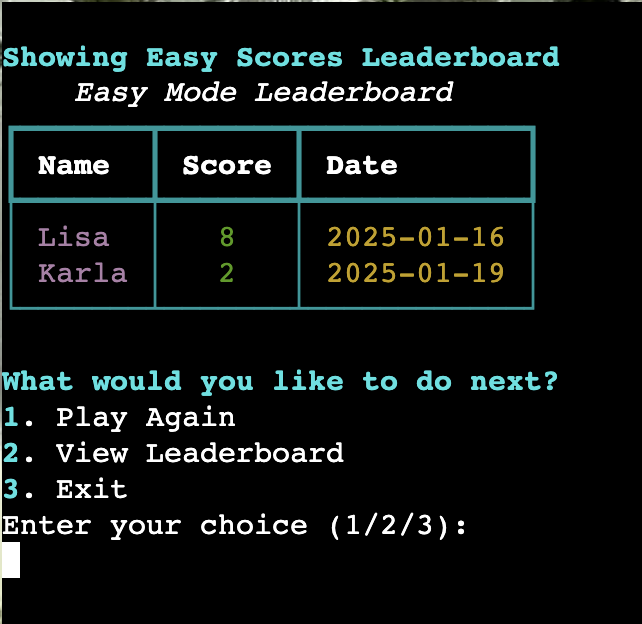 Showing Easy Scores Leaderboard
Easy Mode Leaderboard
Name Score Date
Lisa 8 2025-01-16
Karla 2 2025-01-19
What would you like to do next?
1. Play Again
2. View Leaderboard
3. Exit
Enter your choice (1/2/3):